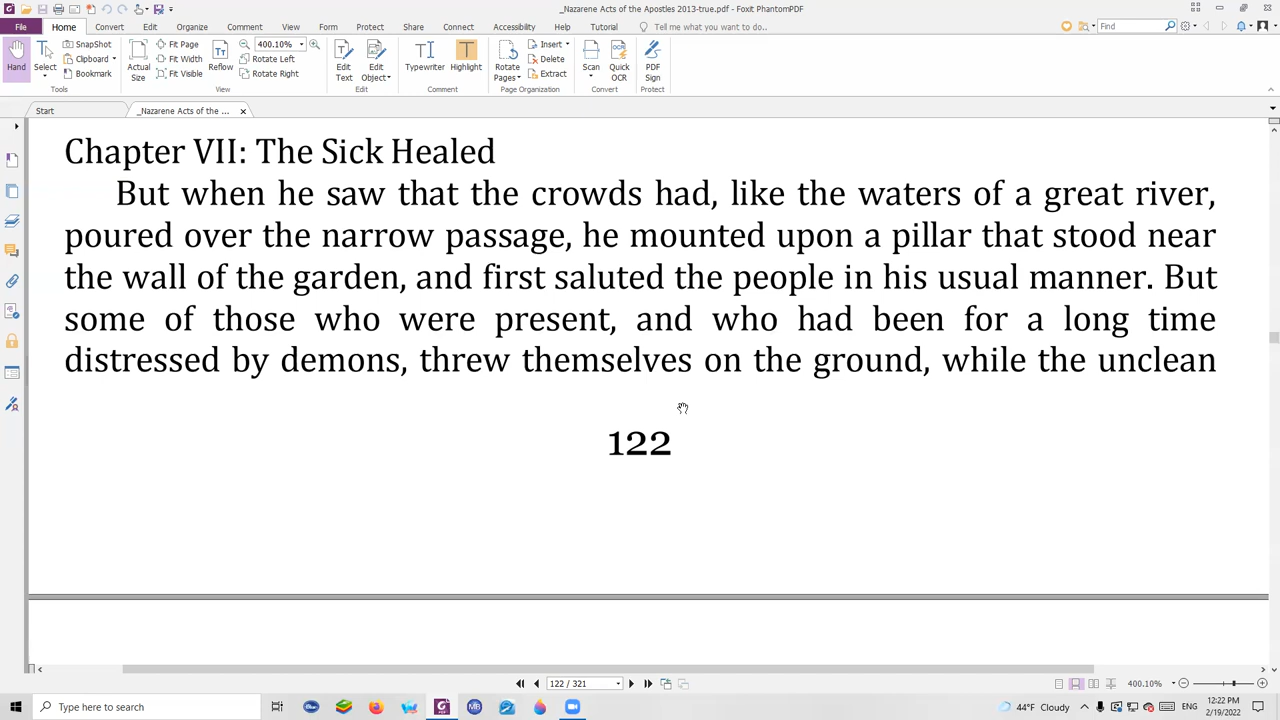 _Nazarene Acts of the Apostles 2013-true.pdf - Foxit PhantomPDF
File Home Convert Edit Organize Comment View Form Protect Share Connect Accessibility Help Tutorial Tell me what you want to do.. Find
Hand
Select
SnapShot
Clipboard
Bookmark
Tools
Actual Size
Fit Page
Fit Width
Fit Visible
Reflow
400.10%
Rotate Left
Rotate Right
View
Edit Text
Edit Object
Edit
Typewriter
Highlight
Comment
Rotate Pages
Insert
Delete
Extract
Page Organization
Scan
Quick OCR
Convert
PDF Sign
Protect
Start _Nazarene Acts of the ...
Chapter VII: The Sick Healed
But when he saw that the crowds had, like the waters of a great river,
poured over the narrow passage, he mounted upon a pillar that stood near
the wall of the garden, and first saluted the people in his usual manner. But
some of those who were present, and who had been for a long time
distressed by demons, threw themselves on the ground, while the unclean
122
122 / 321 400.10%
Type here to search 44°F Cloudy ENG 12:22 PM
2/19/2022